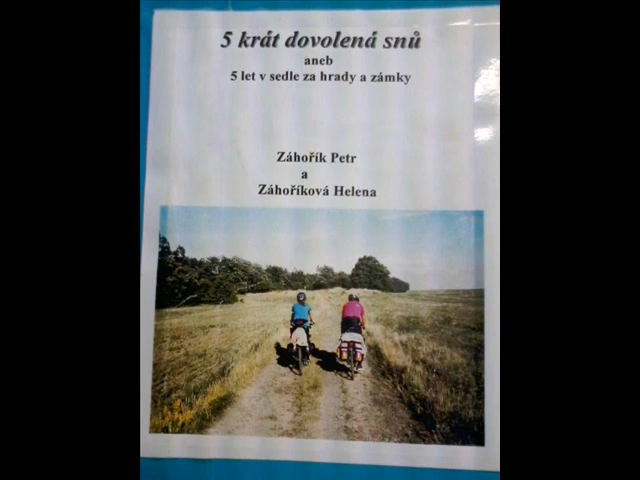 5 krát dovolená snů
aneb
5 let v sedle za hrady a zámky
Záhořík Petr
a
Záhoříková Helena